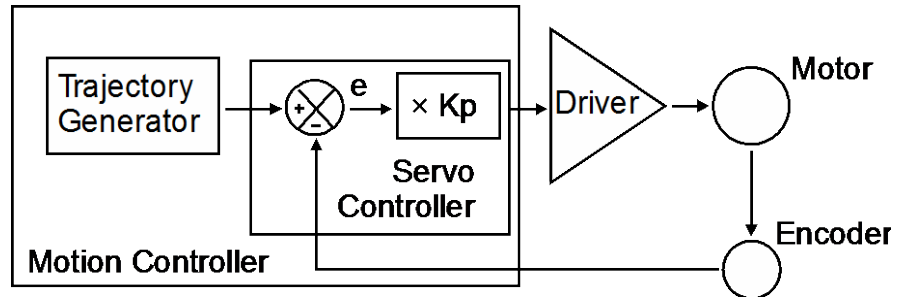 Trajectory
Generator
+
-
e
× Kp
Servo
Controller
Motion Controller
Driver
Motor
Encoder